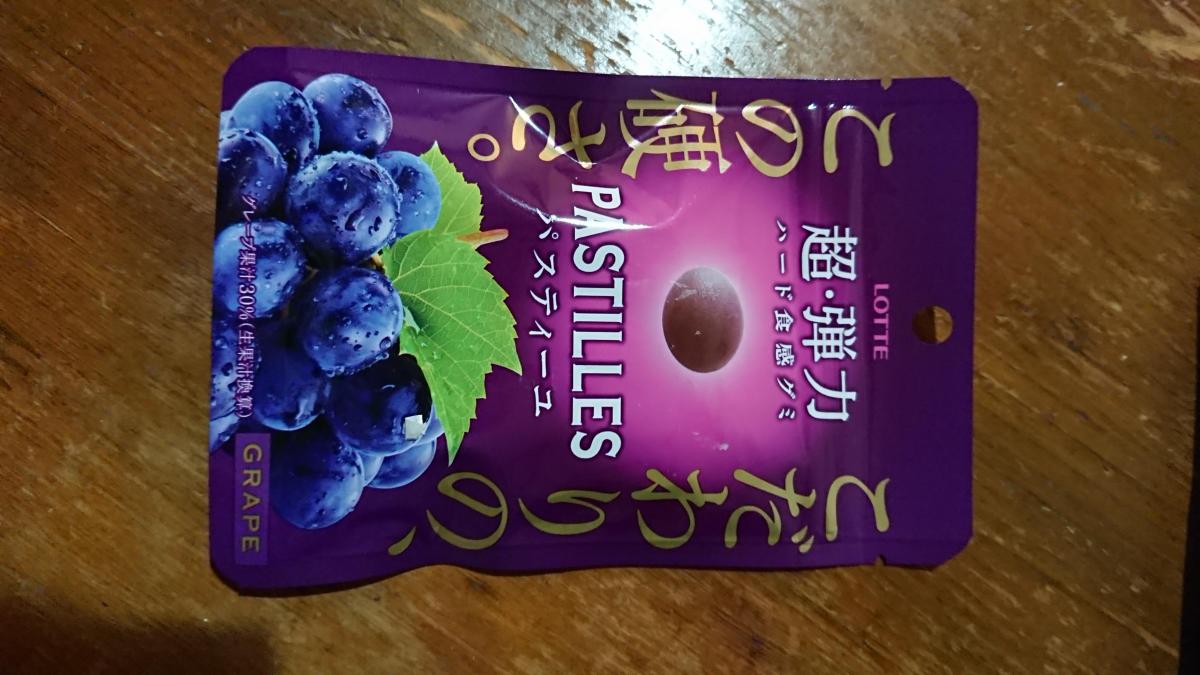 LOTTE
超・弾力
ハード食感グミ
こだわりの、
この硬さ。
PASTILLES
パスティーユ
グレープ果汁30%(生果汁換算)
GRAPE